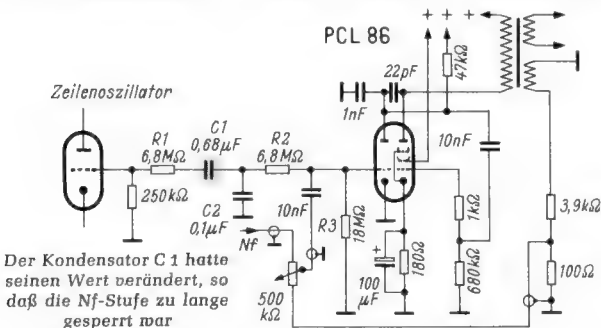 + + +
PCL 86
22pF
47kΩ
1nF
Zeilenoszillator
C1
R1
0,68µF
R2
6,8MΩ
6,8MΩ
10nF
250kΩ
C2
0,1µF
10nF
1kΩ
3,9kΩ
Nf
R3
18MΩ
+
100
µF
180Ω
680kΩ
100Ω
500
kΩ
Der Kondensator C 1 hatte
seinen Wert verändert, so
daß die Nf-Stufe zu lange
gesperrt war